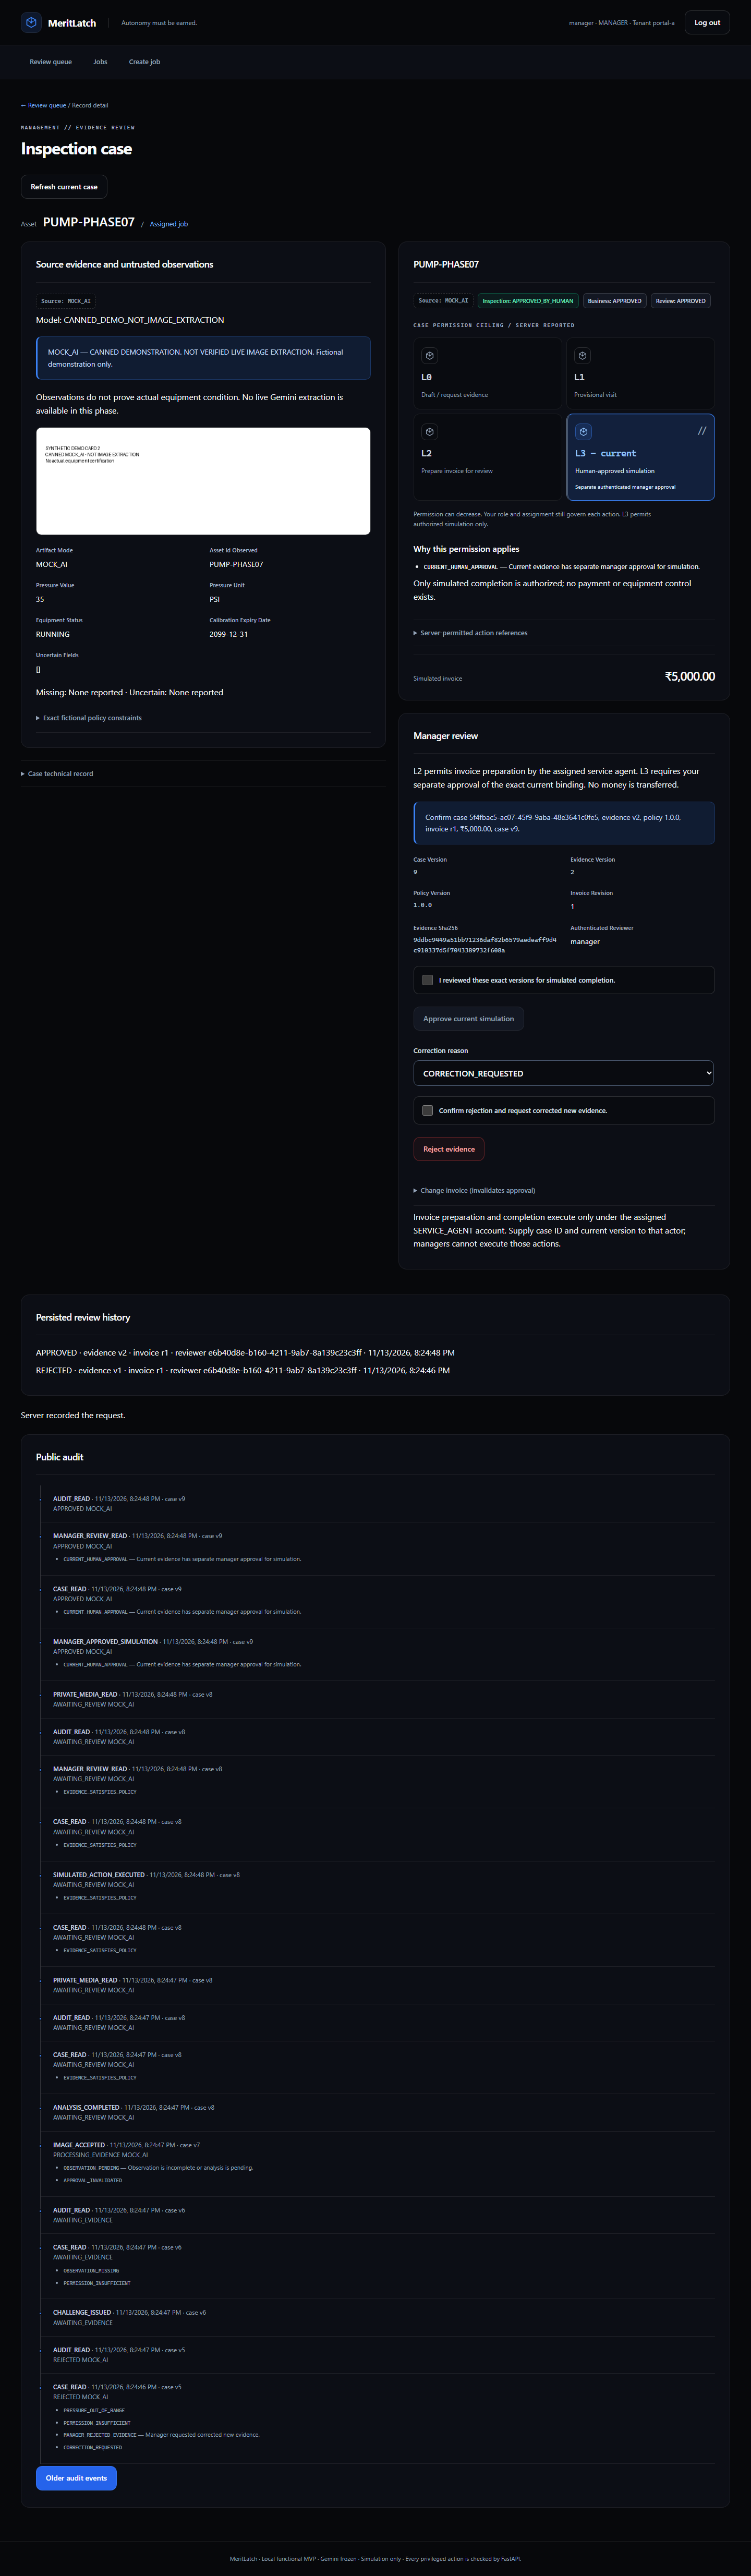 MeritLatch
Autonomy must be earned.
manager · MANAGER · Tenant portal-a
Log out
Review queue
Jobs
Create job
← Review queue / Record detail
MANAGEMENT // EVIDENCE REVIEW
Inspection case
Refresh current case
Asset PUMP-PHASE07 / Assigned job
Source evidence and untrusted observations
Source: MOCK_AI
Model: CANNED_DEMO_NOT_IMAGE_EXTRACTION
MOCK_AI — CANNED DEMONSTRATION. NOT VERIFIED LIVE IMAGE EXTRACTION. Fictional
demonstration only.
Observations do not prove actual equipment condition. No live Gemini extraction is
available in this phase.
SYNTHETIC DEMO CARD 2
CANNED MOCK_AI - NOT IMAGE EXTRACTION
No actual equipment certification
Artifact Mode
MOCK_AI
Asset Id Observed
PUMP-PHASE07
Pressure Value
35
Pressure Unit
PSI
Equipment Status
RUNNING
Calibration Expiry Date
2099-12-31
Uncertain Fields
[]
Missing: None reported · Uncertain: None reported
▸ Exact fictional policy constraints
▸ Case technical record
PUMP-PHASE07
Source: MOCK_AI
Inspection: APPROVED_BY_HUMAN
Business: APPROVED
Review: APPROVED
CASE PERMISSION CEILING / SERVER REPORTED
L0
Draft / request evidence
L1
Provisional visit
L2
Prepare invoice for review
//
L3 — current
Human-approved simulation
Separate authenticated manager approval
Permission can decrease. Your role and assignment still govern each action. L3 permits
authorized simulation only.
Why this permission applies
• CURRENT_HUMAN_APPROVAL — Current evidence has separate manager approval for simulation.
Only simulated completion is authorized; no payment or equipment control
exists.
▸ Server-permitted action references
Simulated invoice
₹5,000.00
Manager review
L2 permits invoice preparation by the assigned service agent. L3 requires your
separate approval of the exact current binding. No money is transferred.
Confirm case 5f4fbac5-ac07-45f9-9aba-48e3641c0fe5, evidence v2, policy 1.0.0,
invoice r1, ₹5,000.00, case v9.
Case Version
9
Evidence Version
2
Policy Version
1.0.0
Invoice Revision
1
Evidence Sha256
9ddbc9449a51bb71236daf82b6579aedeaff9d4
c910337d5f7043389732f608a
Authenticated Reviewer
manager
I reviewed these exact versions for simulated completion.
Approve current simulation
Correction reason
CORRECTION_REQUESTED
Confirm rejection and request corrected new evidence.
Reject evidence
▸ Change invoice (invalidates approval)
Invoice preparation and completion execute only under the assigned
SERVICE_AGENT account. Supply case ID and current version to that actor;
managers cannot execute those actions.
Persisted review history
APPROVED · evidence v2 · invoice r1 · reviewer e6b40d8e-b160-4211-9ab7-8a139c23c3ff · 11/13/2026, 8:24:48 PM
REJECTED · evidence v1 · invoice r1 · reviewer e6b40d8e-b160-4211-9ab7-8a139c23c3ff · 11/13/2026, 8:24:46 PM
Server recorded the request.
Public audit
AUDIT_READ · 11/13/2026, 8:24:48 PM · case v9
APPROVED MOCK_AI
MANAGER_REVIEW_READ · 11/13/2026, 8:24:48 PM · case v9
APPROVED MOCK_AI
• CURRENT_HUMAN_APPROVAL — Current evidence has separate manager approval for simulation.
CASE_READ · 11/13/2026, 8:24:48 PM · case v9
APPROVED MOCK_AI
• CURRENT_HUMAN_APPROVAL — Current evidence has separate manager approval for simulation.
MANAGER_APPROVED_SIMULATION · 11/13/2026, 8:24:48 PM · case v9
APPROVED MOCK_AI
• CURRENT_HUMAN_APPROVAL — Current evidence has separate manager approval for simulation.
PRIVATE_MEDIA_READ · 11/13/2026, 8:24:48 PM · case v8
AWAITING_REVIEW MOCK_AI
AUDIT_READ · 11/13/2026, 8:24:48 PM · case v8
AWAITING_REVIEW MOCK_AI
MANAGER_REVIEW_READ · 11/13/2026, 8:24:48 PM · case v8
AWAITING_REVIEW MOCK_AI
• EVIDENCE_SATISFIES_POLICY
CASE_READ · 11/13/2026, 8:24:48 PM · case v8
AWAITING_REVIEW MOCK_AI
• EVIDENCE_SATISFIES_POLICY
SIMULATED_ACTION_EXECUTED · 11/13/2026, 8:24:48 PM · case v8
AWAITING_REVIEW MOCK_AI
• EVIDENCE_SATISFIES_POLICY
CASE_READ · 11/13/2026, 8:24:48 PM · case v8
AWAITING_REVIEW MOCK_AI
• EVIDENCE_SATISFIES_POLICY
PRIVATE_MEDIA_READ · 11/13/2026, 8:24:47 PM · case v8
AWAITING_REVIEW MOCK_AI
AUDIT_READ · 11/13/2026, 8:24:47 PM · case v8
AWAITING_REVIEW MOCK_AI
CASE_READ · 11/13/2026, 8:24:47 PM · case v8
AWAITING_REVIEW MOCK_AI
• EVIDENCE_SATISFIES_POLICY
ANALYSIS_COMPLETED · 11/13/2026, 8:24:47 PM · case v8
AWAITING_REVIEW MOCK_AI
IMAGE_ACCEPTED · 11/13/2026, 8:24:47 PM · case v7
PROCESSING_EVIDENCE MOCK_AI
• OBSERVATION_PENDING — Observation is incomplete or analysis is pending.
• APPROVAL_INVALIDATED
AUDIT_READ · 11/13/2026, 8:24:47 PM · case v6
AWAITING_EVIDENCE
CASE_READ · 11/13/2026, 8:24:47 PM · case v6
AWAITING_EVIDENCE
• OBSERVATION_MISSING
• PERMISSION_INSUFFICIENT
CHALLENGE_ISSUED · 11/13/2026, 8:24:47 PM · case v6
AWAITING_EVIDENCE
AUDIT_READ · 11/13/2026, 8:24:47 PM · case v5
REJECTED MOCK_AI
CASE_READ · 11/13/2026, 8:24:46 PM · case v5
REJECTED MOCK_AI
• PRESSURE_OUT_OF_RANGE
• PERMISSION_INSUFFICIENT
• MANAGER_REJECTED_EVIDENCE — Manager requested corrected new evidence.
• CORRECTION_REQUESTED
Older audit events
MeritLatch · Local functional MVP · Gemini frozen · Simulation only · Every privileged action is checked by FastAPI.